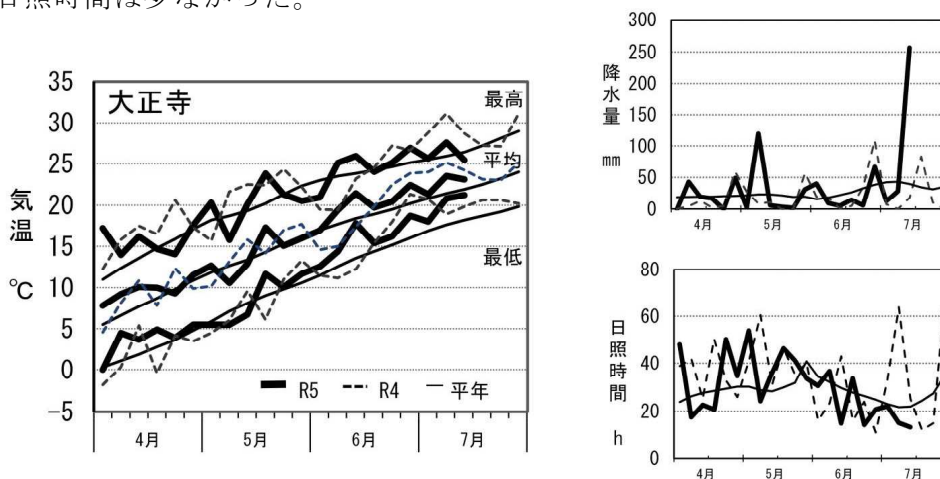 日照時間は少なかった。
大正寺
最高
平均
最低
気温
℃
35
30
25
20
15
10
5
0
−5
R5
R4
平年
4月
5月
6月
7月
降水量
mm
300
250
200
150
100
50
0
4月
5月
6月
7月
日照時間
h
80
60
40
20
0
4月
5月
6月
7月